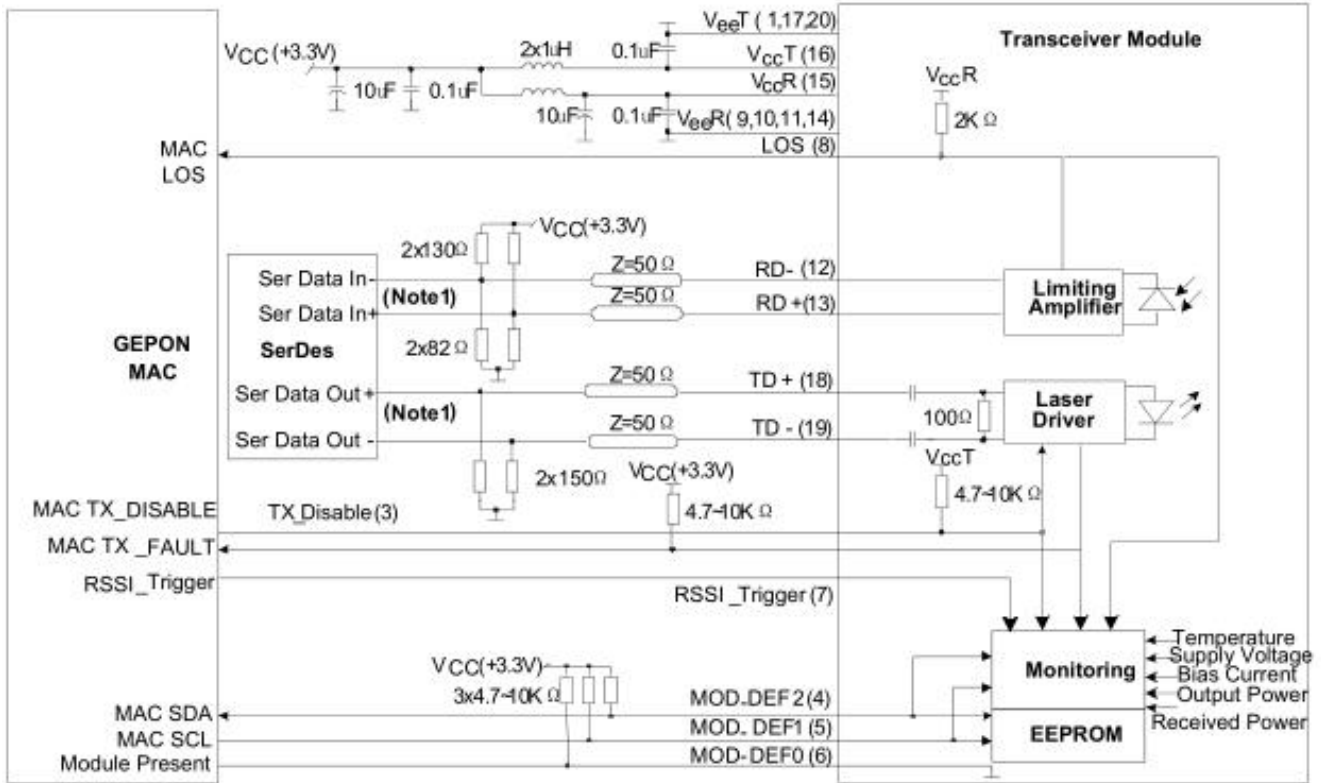 VeeT ( 1,17,20)
Transceiver Module
VCC (+3.3V)
2x1uH
0.1uF
VccT (16)
VccR (15)
VccR
10uF
0.1uF
10uF
0.1uF
VeeR( 9,10,11,14)
2K Ω
MAC
LOS
LOS (8)
VCC(+3.3V)
2x130Ω
Ser Data In-
Z=50 Ω
RD- (12)
(Note1)
Ser Data In+
Z=50 Ω
RD +(13)
Limiting
Amplifier
GEPON
MAC
SerDes
2x82 Ω
Ser Data Out +
Z=50 Ω
TD + (18)
(Note1)
Laser
Driver
100Ω
Ser Data Out -
Z=50 Ω
TD - (19)
VCC(+3.3V)
VccT
2x150Ω
4.7~10K Ω
4.7~10K Ω
MAC TX_DISABLE
TX_Disable(3)
MAC TX _FAULT
RSSI_Trigger
RSSI _Trigger(7)
Temperature
Supply Voltage
Bias Current
Output Power
Received Power
Monitoring
VCC(+3.3V)
3x4.7~10K Ω
MAC SDA
MOD-DEF 2 (4)
MAC SCL
MOD- DEF1 (5)
EEPROM
Module Present
MOD-DEF0 (6)